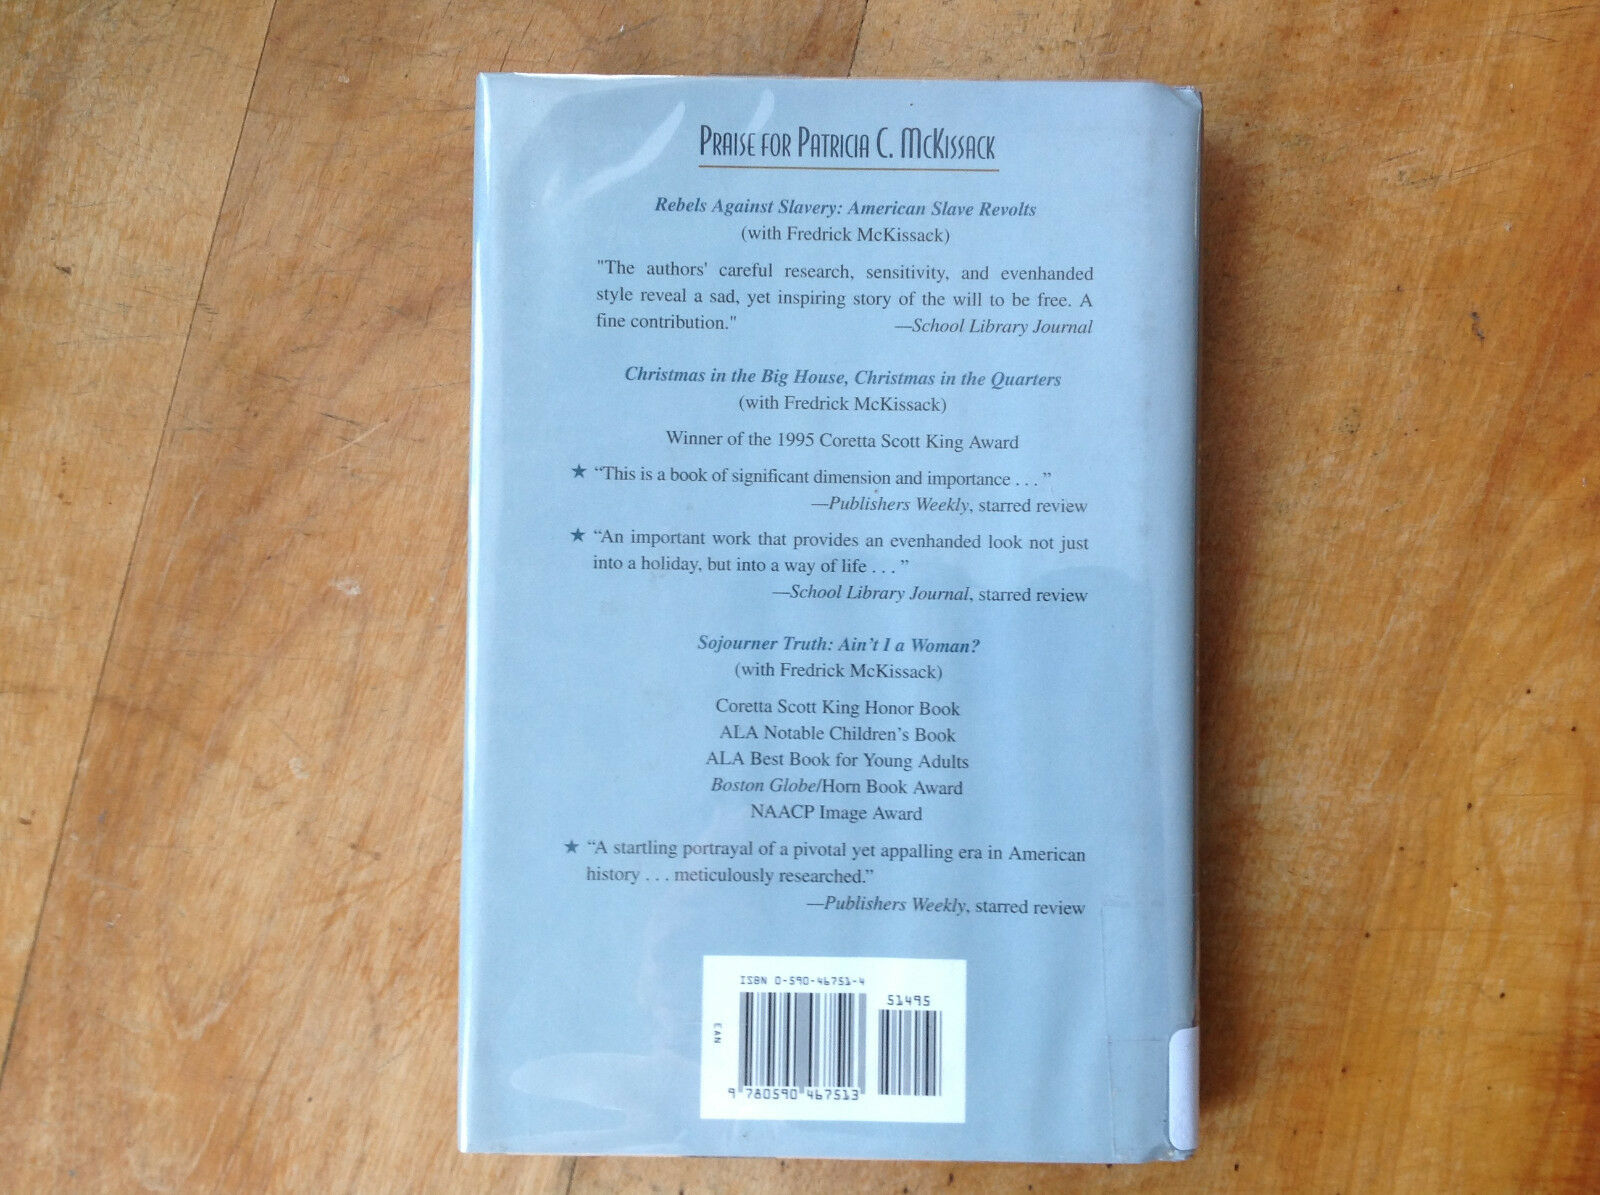 PRAISE FOR PATRICIA C. MCKISSACK
Rebels Against Slavery: American Slave Revolts
(with Fredrick McKissack)
"The authors' careful research, sensitivity, and evenhanded
style reveal a sad, yet inspiring story of the will to be free. A
fine contribution." —School Library Journal
Christmas in the Big House, Christmas in the Quarters
(with Fredrick McKissack)
Winner of the 1995 Coretta Scott King Award
★ “This is a book of significant dimension and importance . . . ”
—Publishers Weekly, starred review
★ “An important work that provides an evenhanded look not just
into a holiday, but into a way of life . . . ”
—School Library Journal, starred review
Sojourner Truth: Ain’t I a Woman?
(with Fredrick McKissack)
Coretta Scott King Honor Book
ALA Notable Children’s Book
ALA Best Book for Young Adults
Boston Globe/Horn Book Award
NAACP Image Award
★ “A startling portrayal of a pivotal yet appalling era in American
history . . . meticulously researched.”
—Publishers Weekly, starred review
ISBN 0-590-46751-4
51495
EAN
9 780590 467513